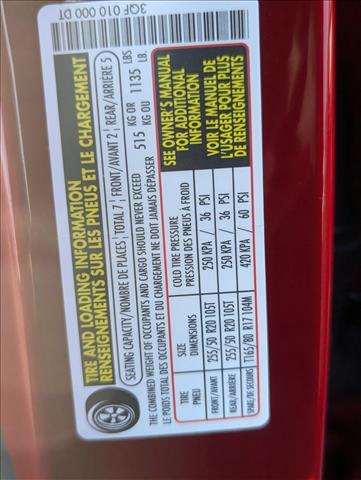 3QF 010 000 DT
TIRE AND LOADING INFORMATION
RENSEIGNEMENTS SUR LES PNEUS ET LE CHARGEMENT
SEATING CAPACITY/NOMBRE DE PLACES ¦ TOTAL 7 ¦ FRONT/AVANT 2 ¦ REAR/ARRIÈRE 5
THE COMBINED WEIGHT OF OCCUPANTS AND CARGO SHOULD NEVER EXCEED
LE POIDS TOTAL DES OCCUPANTS ET DU CHARGEMENT NE DOIT JAMAIS DÉPASSER
515 KG OR 1135 LBS
KG OU LB.
TIRE SIZE COLD TIRE PRESSURE
PNEU DIMENSIONS PRESSION DES PNEUS À FROID
FRONT/AVANT 255/50 R20 105T 250 KPA / 36 PSI
REAR/ARRIÈRE 255/50 R20 105T 250 KPA / 36 PSI
SPARE/DE SECOURS T165/80 R17 104M 420 KPA / 60 PSI
SEE OWNER'S MANUAL
FOR ADDITIONAL
INFORMATION
VOIR LE MANUEL DE
L'USAGER POUR PLUS
DE RENSEIGNEMENTS